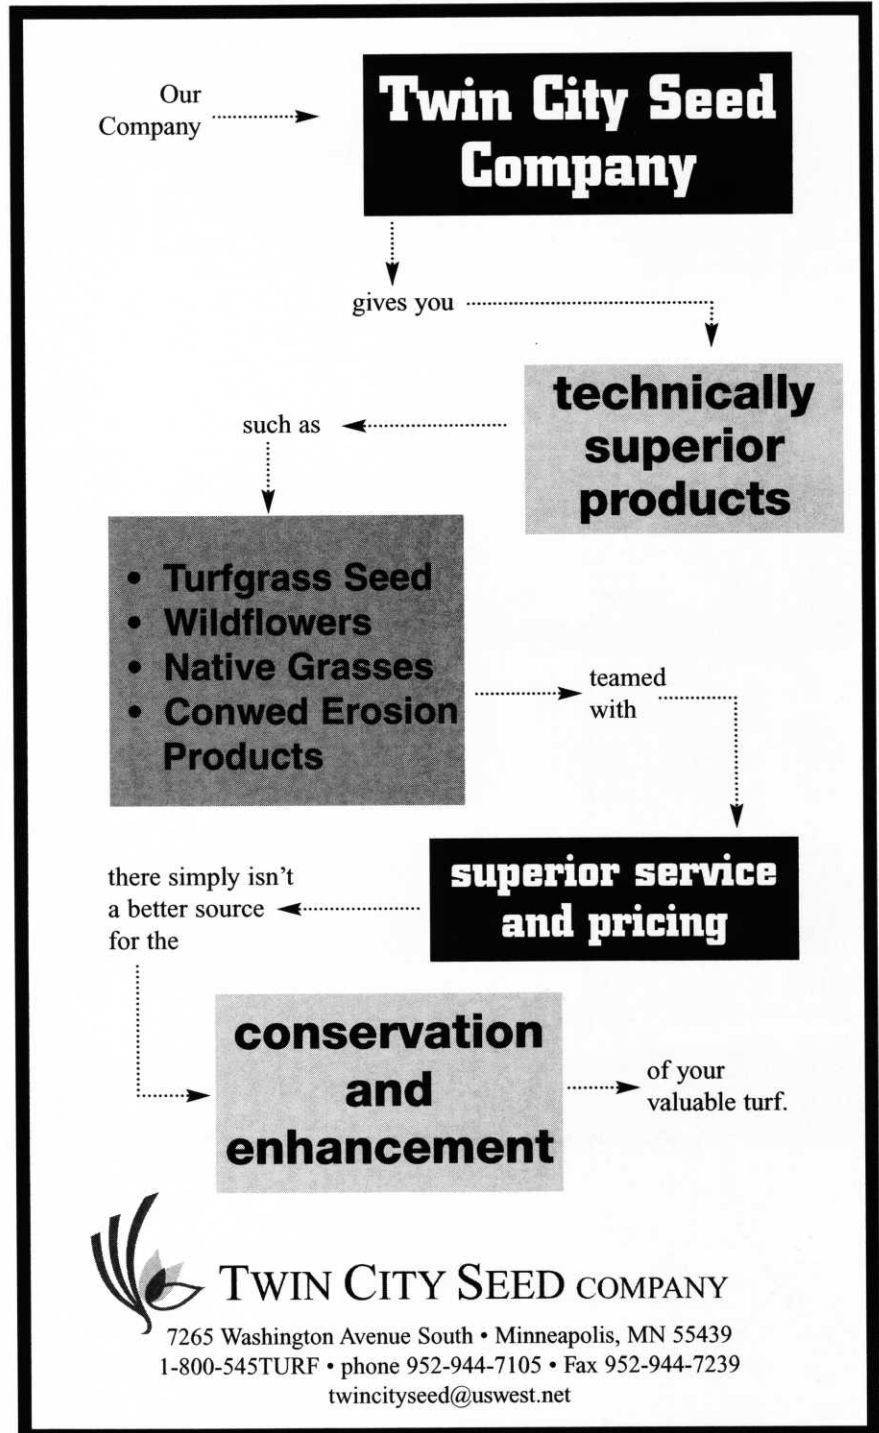 Our
Company
Twin City Seed
Company
gives you
technically
superior
products
such as
• Turfgrass Seed
• Wildflowers
• Native Grasses
• Conwed Erosion
Products
teamed
with
superior service
and pricing
there simply isn't
a better source
for the
conservation
and
enhancement
of your
valuable turf.
TWIN CITY SEED COMPANY
7265 Washington Avenue South • Minneapolis, MN 55439
1-800-545TURF • phone 952-944-7105 • Fax 952-944-7239
twincityseed@uswest.net